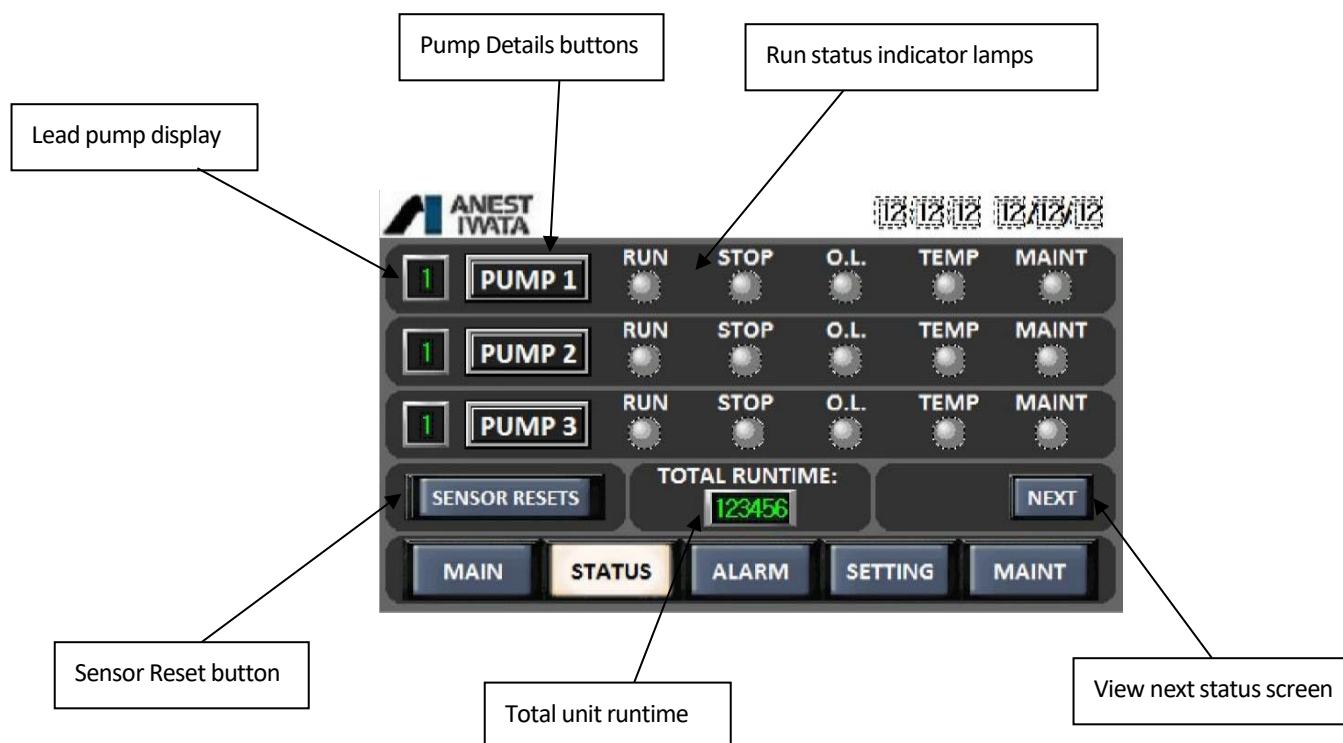 Pump Details buttons
Run status indicator lamps
Lead pump display
ANEST
IWATA
12:12:12 12/12/12
1 PUMP 1 RUN STOP O.L. TEMP MAINT
1 PUMP 2 RUN STOP O.L. TEMP MAINT
1 PUMP 3 RUN STOP O.L. TEMP MAINT
SENSOR RESETS
TOTAL RUNTIME:
123456
NEXT
MAIN STATUS ALARM SETTING MAINT
Sensor Reset button
Total unit runtime
View next status screen